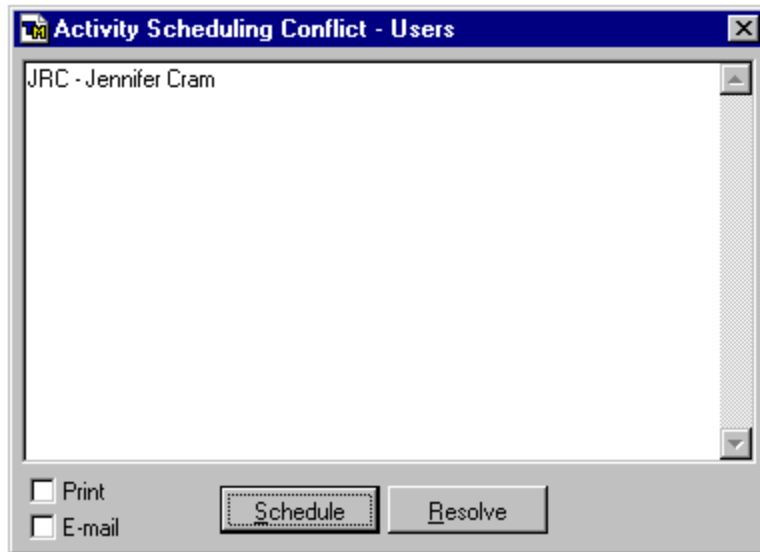 Activity Scheduling Conflict - Users
JRC - Jennifer Cram
Print
E-mail
Schedule
Resolve